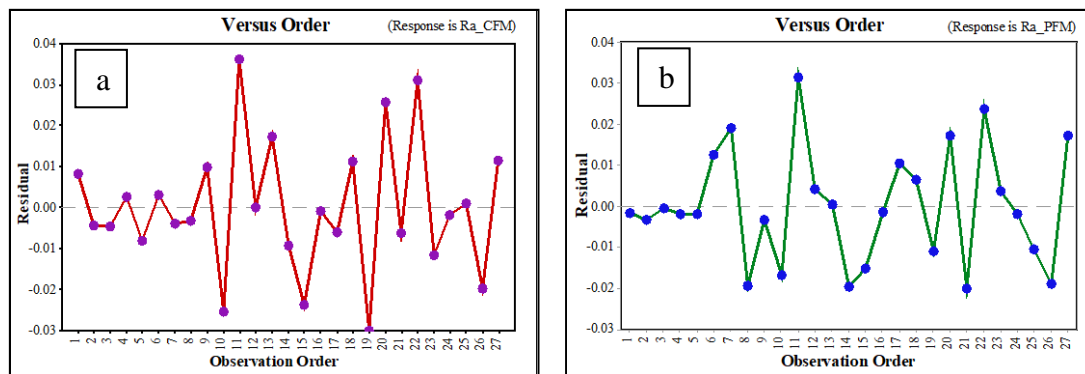 Versus Order
(Response is Ra_CFM)
a
Residual
0.04
0.03
0.02
0.01
0.00
-0.01
-0.02
-0.03
1 2 3 4 5 6 7 8 9 10 11 12 13 14 15 16 17 18 19 20 21 22 23 24 25 26 27
Observation Order
Versus Order
(Response is Ra_PFM)
b
Residual
0.04
0.03
0.02
0.01
0.00
-0.01
-0.02
-0.03
1 2 3 4 5 6 7 8 9 10 11 12 13 14 15 16 17 18 19 20 21 22 23 24 25 26 27
Observation Order